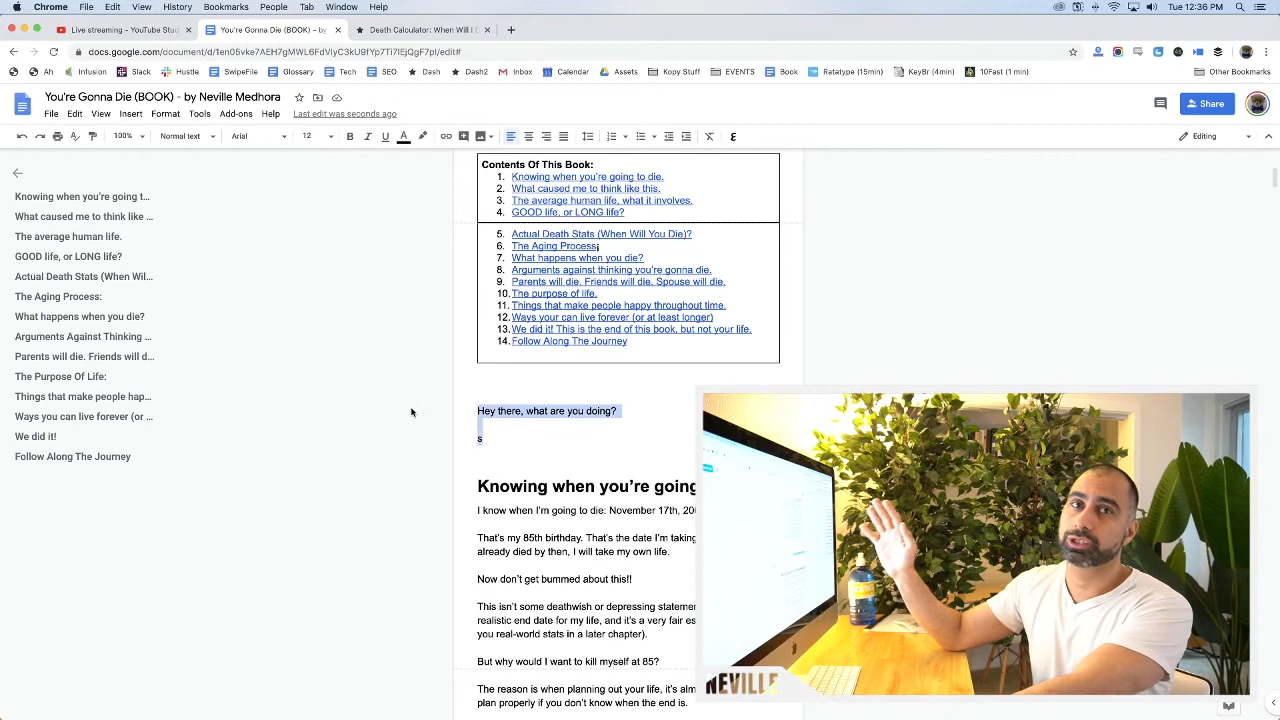 Chrome File Edit View History Bookmarks People Tab Window Help
100% Tue 12:36 PM
Live streaming - YouTube Stud
You're Gonna Die (BOOK) - by
Death Calculator: When Will I
docs.google.com/document/d/1en05vke7AEH7gMWL6FdVlyC3kU9fYp7Ti7lEjQgF7pI/edit#
Ah Infusion Slack Hustle SwipeFile Glossary Tech SEO Dash Dash2 Inbox Calendar Assets Kopy Stuff EVENTS Book Ratatype (15min) KeyBr (4min) 10Fast (1 min) Other Bookmarks
You're Gonna Die (BOOK) - by Neville Medhora
File Edit View Insert Format Tools Add-ons Help Last edit was seconds ago
Share
100% Normal text Arial 12 B I U A Editing
Knowing when you're going t...
What caused me to think like ...
The average human life.
GOOD life, or LONG life?
Actual Death Stats (When Wil...
The Aging Process:
What happens when you die?
Arguments Against Thinking ...
Parents will die. Friends will d...
The Purpose Of Life:
Things that make people hap...
Ways you can live forever (or ...
We did it!
Follow Along The Journey
Contents Of This Book:
1. Knowing when you're going to die.
2. What caused me to think like this.
3. The average human life, what it involves.
4. GOOD life, or LONG life?
5. Actual Death Stats (When Will You Die)?
6. The Aging Process
7. What happens when you die?
8. Arguments against thinking you're gonna die.
9. Parents will die. Friends will die. Spouse will die.
10. The purpose of life.
11. Things that make people happy throughout time.
12. Ways your can live forever (or at least longer)
13. We did it! This is the end of this book, but not your life.
14. Follow Along The Journey
Hey there, what are you doing?
s
Knowing when you're going
I know when I'm going to die: November 17th, 20
That's my 85th birthday. That's the date I'm taking
already died by then, I will take my own life.
Now don't get bummed about this!!
This isn't some deathwish or depressing statemen
realistic end date for my life, and it's a very fair es
you real-world stats in a later chapter).
But why would I want to kill myself at 85?
The reason is when planning out your life, it's alm
plan properly if you don't know when the end is.
NEVILLE